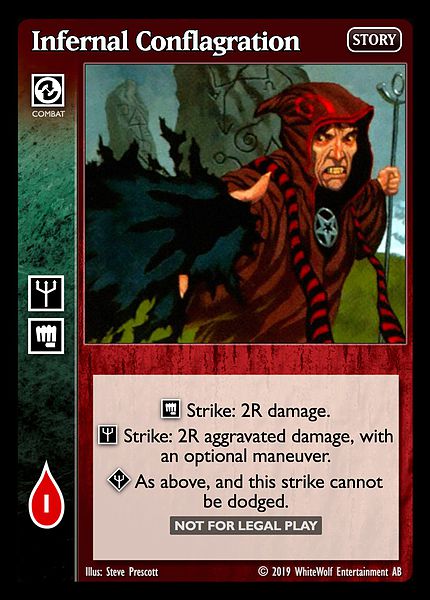 Infernal Conflagration
STORY
COMBAT
Strike: 2R damage.
Strike: 2R aggravated damage, with
an optional maneuver.
As above, and this strike cannot
be dodged.
NOT FOR LEGAL PLAY
1
Illus: Steve Prescott
© 2019 WhiteWolf Entertainment AB